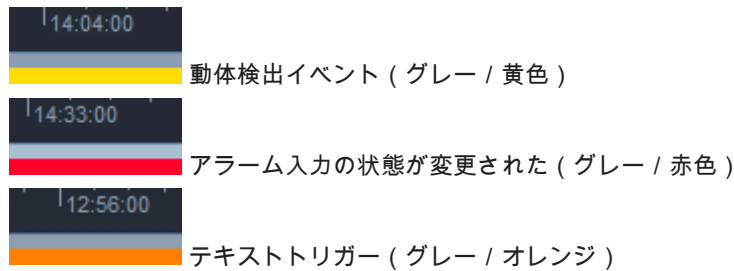 14:04:00
動体検出イベント ( グレー / 黄色 )
14:33:00
アラーム入力の状態が変更された ( グレー / 赤色 )
12:56:00
テキストトリガー ( グレー / オレンジ )